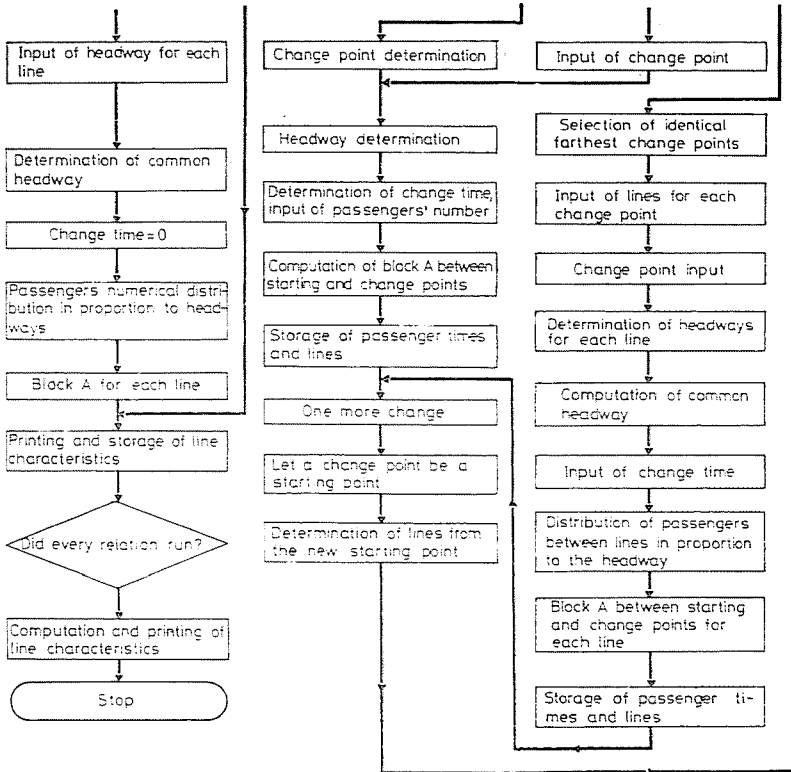 Input of headway for each
line
Determination of common
headway
Change time=0
Passengers numerical distri-
bution in proportion to head-
ways
Block A for each line
Printing and storage of line
characteristics
Did every relation run?
Computation and printing of
line characteristics
Stop
Change point determination
Headway determination
Determination of change time,
input of passengers' number
Computation of block A between
starting and change points
Storage of passenger times
and lines
One more change
Let a change point be a
starting point
Determination of lines from
the new starting point
Input of change point
Selection of identical
farthest change points
Input of lines for each
change point
Change point input
Determination of headways
for each line
Computation of common
headway
Input of change time
Distribution of passengers
between lines in proportion
to the headway
Block A between starting
and change points for
each line
Storage of passenger ti-
mes and lines